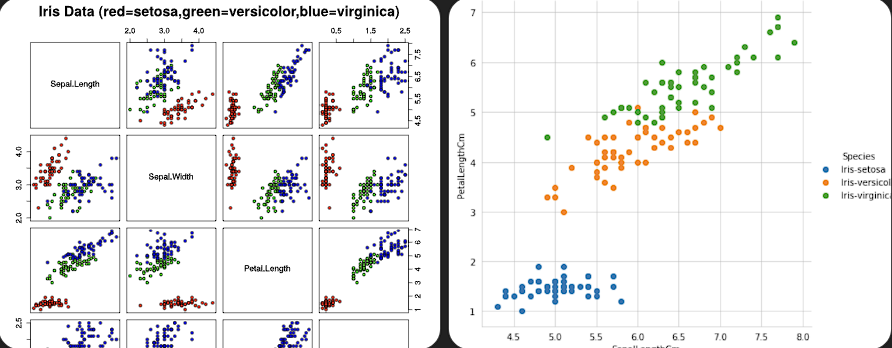 Iris Data (red=setosa,green=versicolor,blue=virginica)
2.0 3.0 4.0
0.5 1.5 2.5
Sepal.Length
4.5 5.5 6.5 7.5
2.0 3.0 4.0
Sepal.Width
Petal.Length
1 2 3 4 5 6 7
2.5
7
6
5
4
3
2
1
PetalLengthCm
4.5 5.0 5.5 6.0 6.5 7.0 7.5 8.0
Species
Iris-setosa
Iris-versicol
Iris-virginica